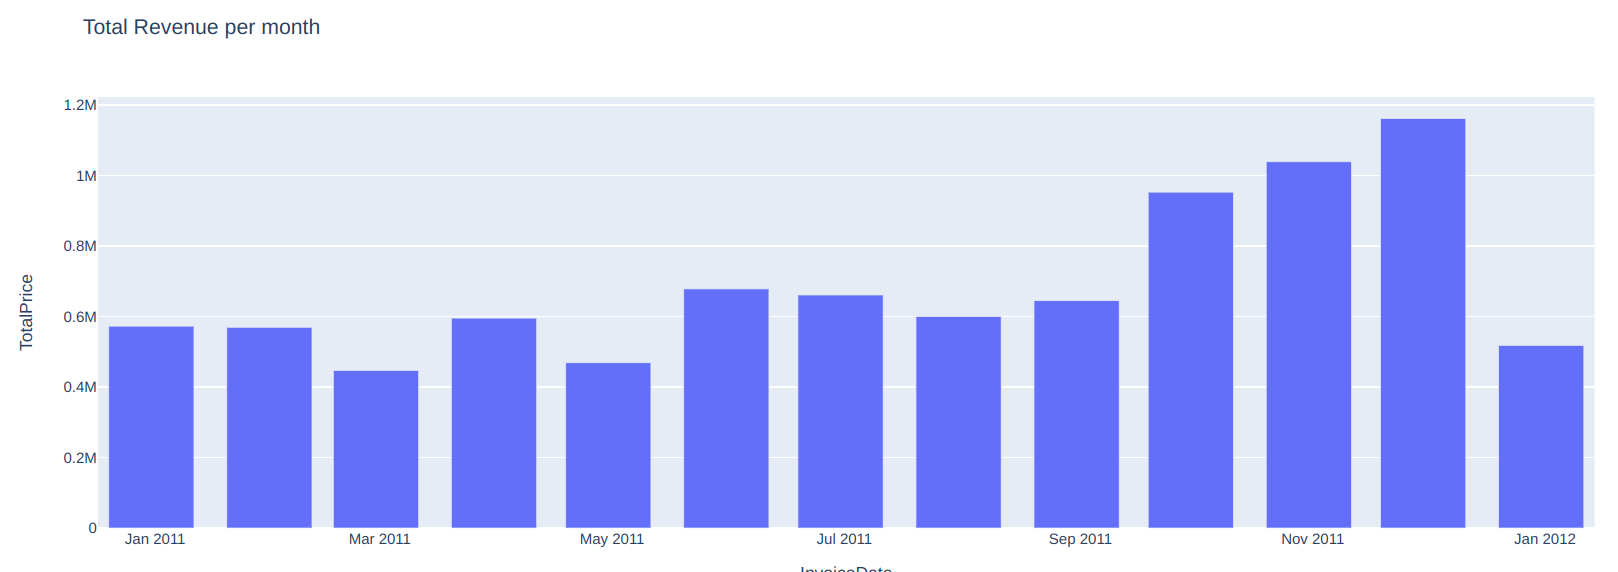 Total Revenue per month
1.2M
1M
0.8M
0.6M
0.4M
0.2M
0
TotalPrice
Jan 2011
Mar 2011
May 2011
Jul 2011
Sep 2011
Nov 2011
Jan 2012
InvoiceDate